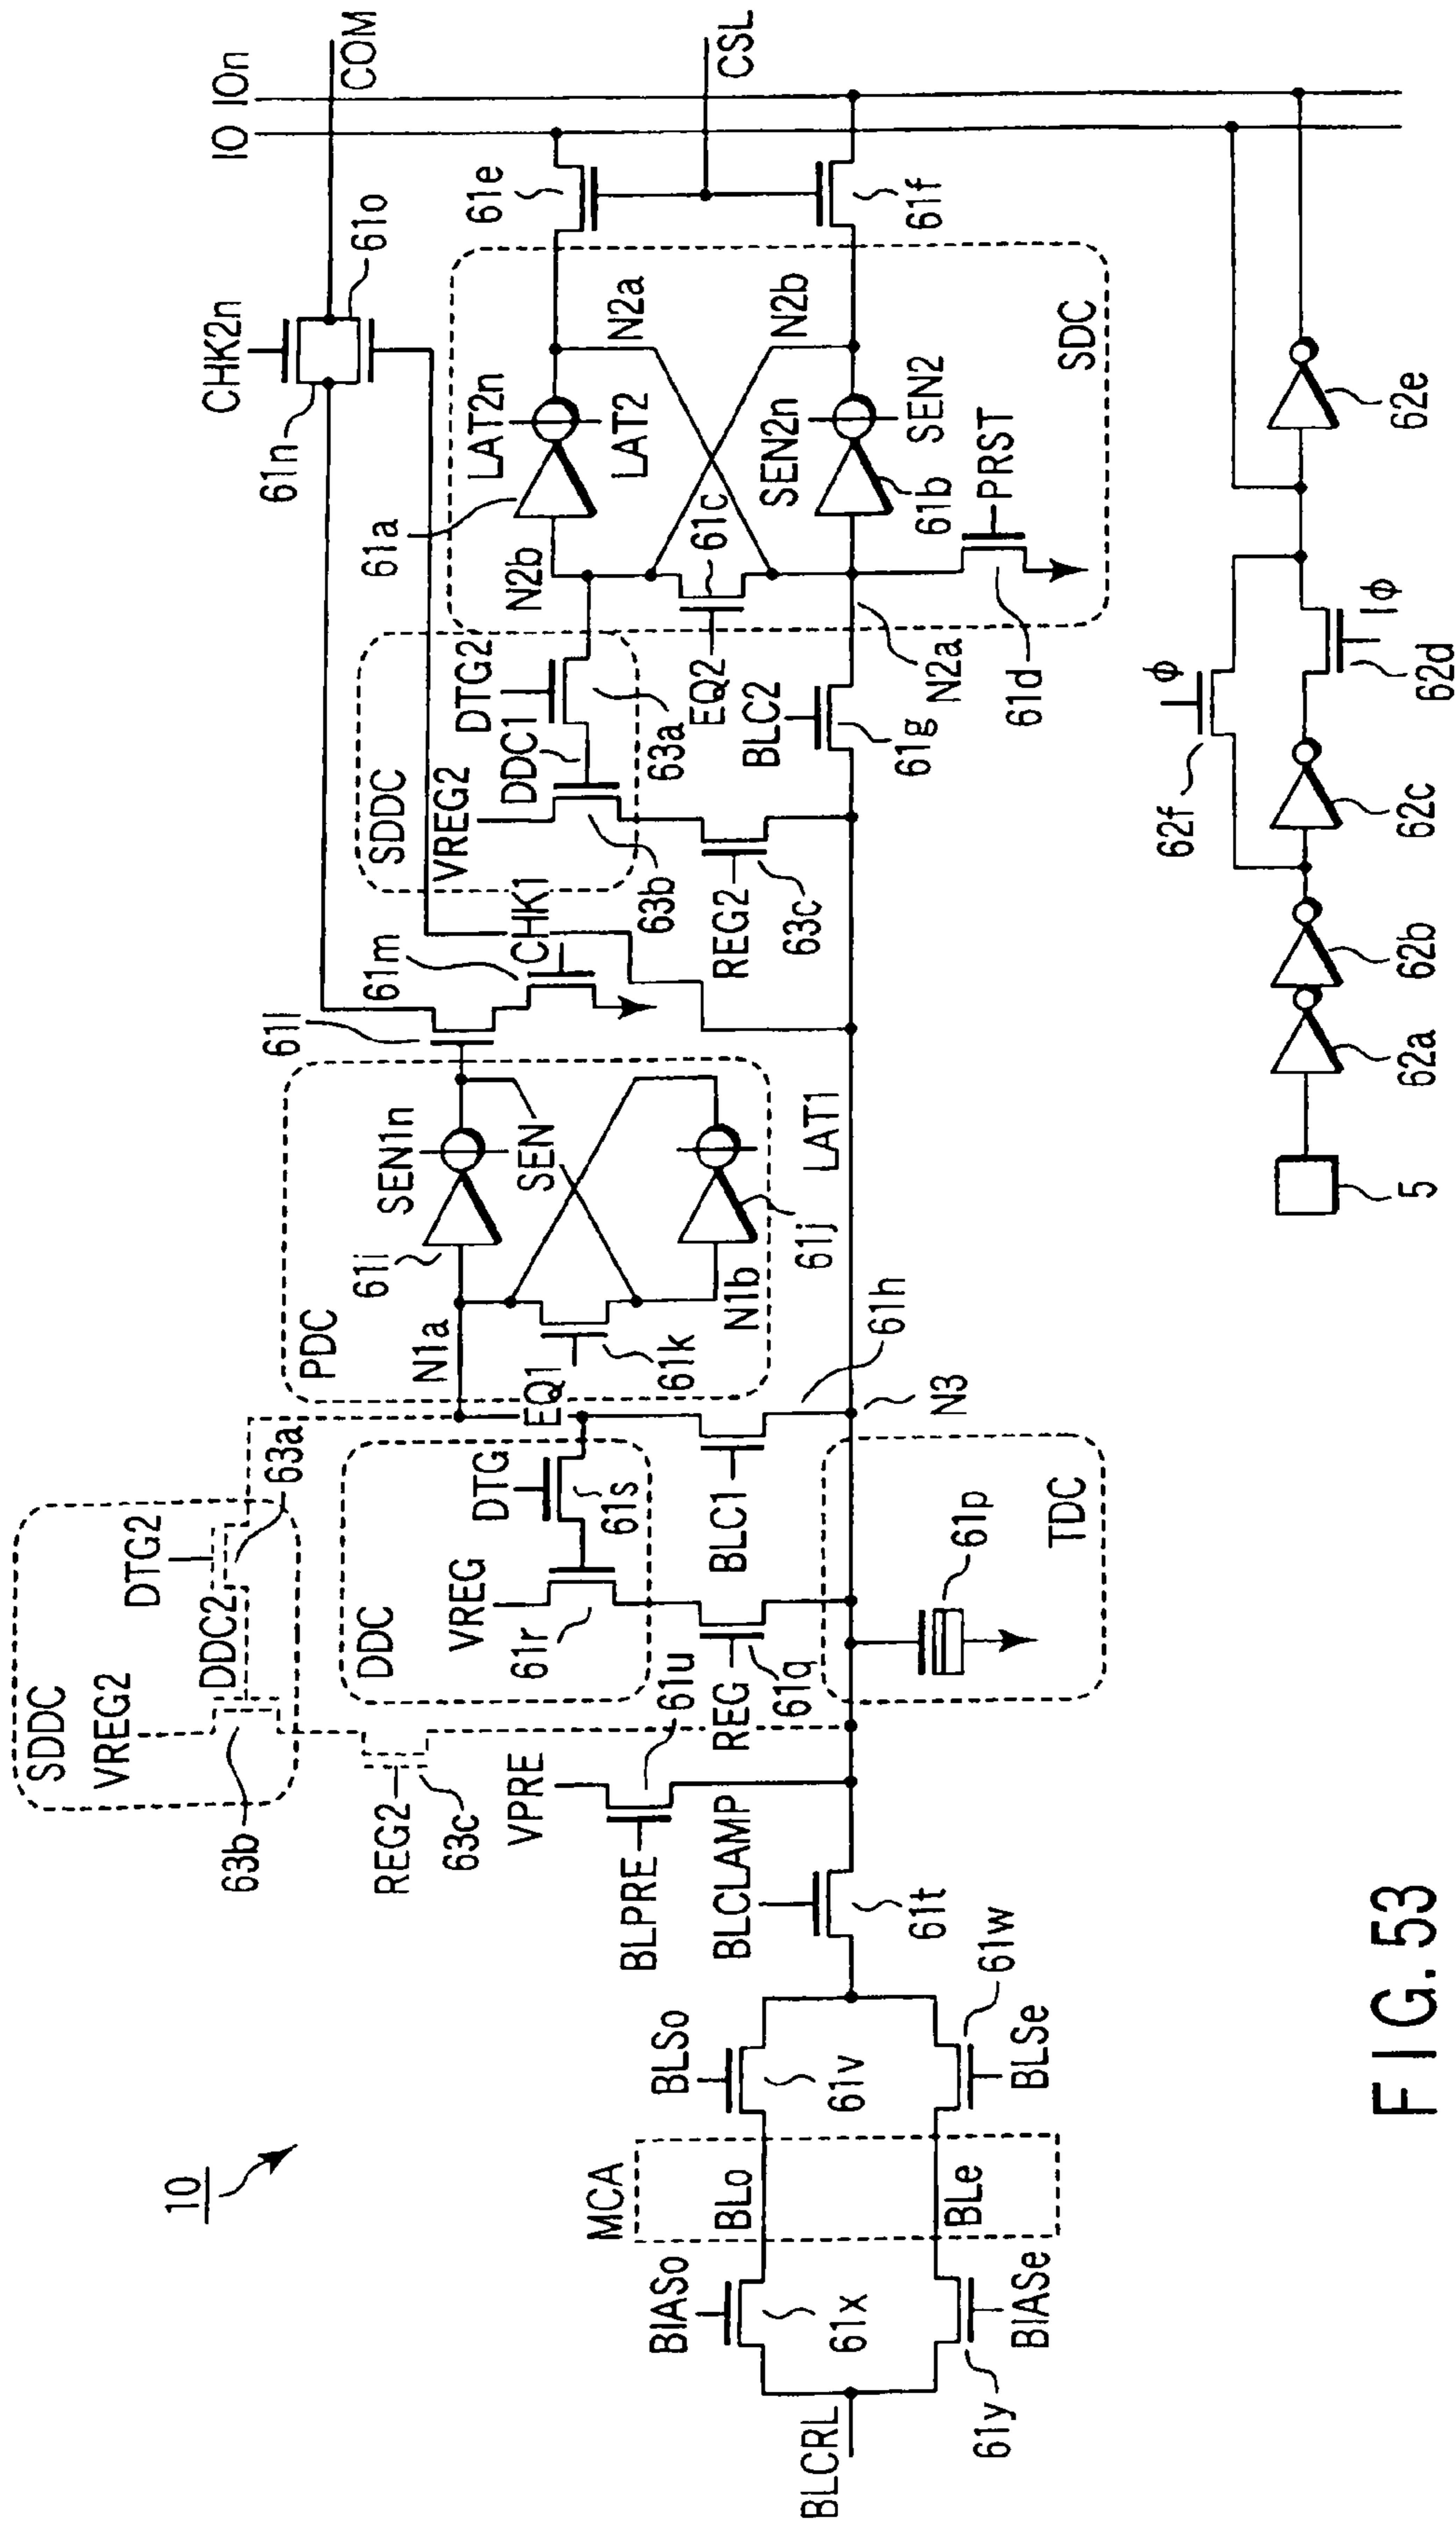 10
BLCRL
BIASo
61x
BIASe
61y
MCA
BLo
BLe
BLSo
61v
BLSe
61w
BLCLAMP
61t
BLPRE
VPRE
61u
SDDC
VREG2
DTG2
DDC2
63a
63b
REG2
63c
DDC
VREG
DTG
61s
61r
REG
61q
TDC
61p
BLC1
61h
N3
EQ1
N1a
PDC
61i
SEN1n
SEN
61k
N1b
61j
LAT1
61l
61m
CHK1
SDDC
VREG2
DTG2
DDC1
63a
63b
REG2
63c
BLC2
61g
N2a
EQ2
61c
61d
PRST
N2b
61a
LAT2n
LAT2
N2a
N2b
SEN2n
SEN2
61b
SDC
61e
61f
CSL
CHK2n
61n
61o
COM
IO
IOn
5
62a
62b
62c
62f
φ
62d
lφ
62e
FIG. 53